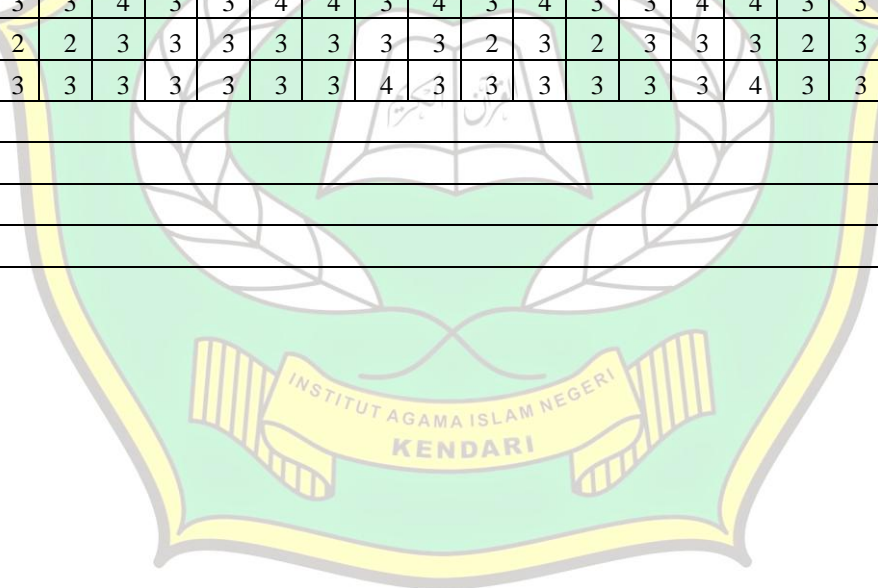 3 3 4 3 3 4 4 3 4 3 4 3 3 4 4 3 3
2 2 3 3 3 3 3 3 3 2 3 2 3 3 3 2 3
3 3 3 3 3 3 3 4 3 3 3 3 3 3 4 3 3
القرآن الكريم
INSTITUT AGAMA ISLAM NEGERI
KENDARI